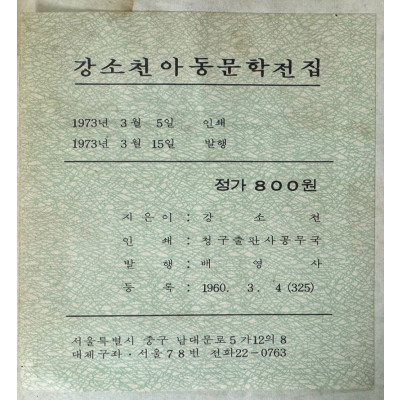 강소천아동문학전집
1973년 3월 5일 인쇄
1973년 3월 15일 발행
정가 800원
지은이 : 강소천
인쇄 : 청구출판사공무국
발행 : 배영사
등록 : 1960. 3. 4 (325)
서울특별시 중구 남대문로 5가 12의 8
대체구좌 · 서울 78번 전화 22-0763